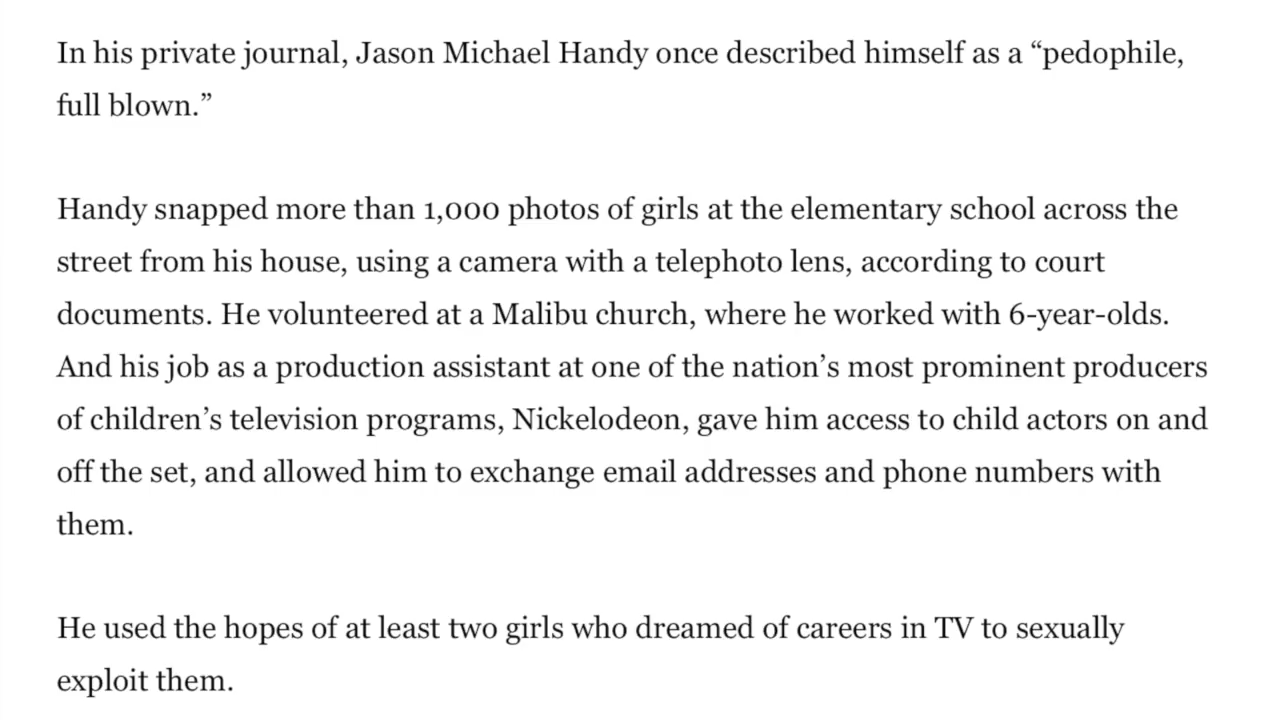 In his private journal, Jason Michael Handy once described himself as a “pedophile,
full blown.”
Handy snapped more than 1,000 photos of girls at the elementary school across the
street from his house, using a camera with a telephoto lens, according to court
documents. He volunteered at a Malibu church, where he worked with 6-year-olds.
And his job as a production assistant at one of the nation’s most prominent producers
of children’s television programs, Nickelodeon, gave him access to child actors on and
off the set, and allowed him to exchange email addresses and phone numbers with
them.
He used the hopes of at least two girls who dreamed of careers in TV to sexually
exploit them.